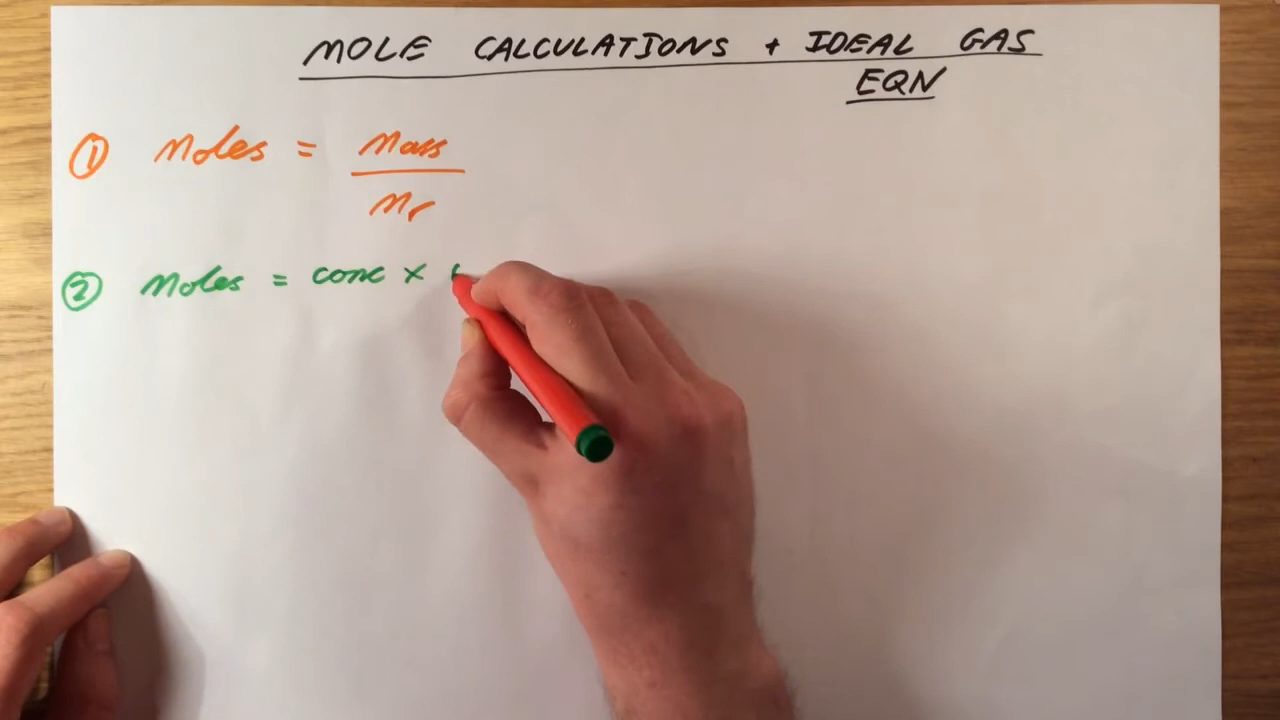 MOLE CALCULATIONS + IDEAL GAS
EQN
① Moles = Mass
Mr
② Moles = conc ×